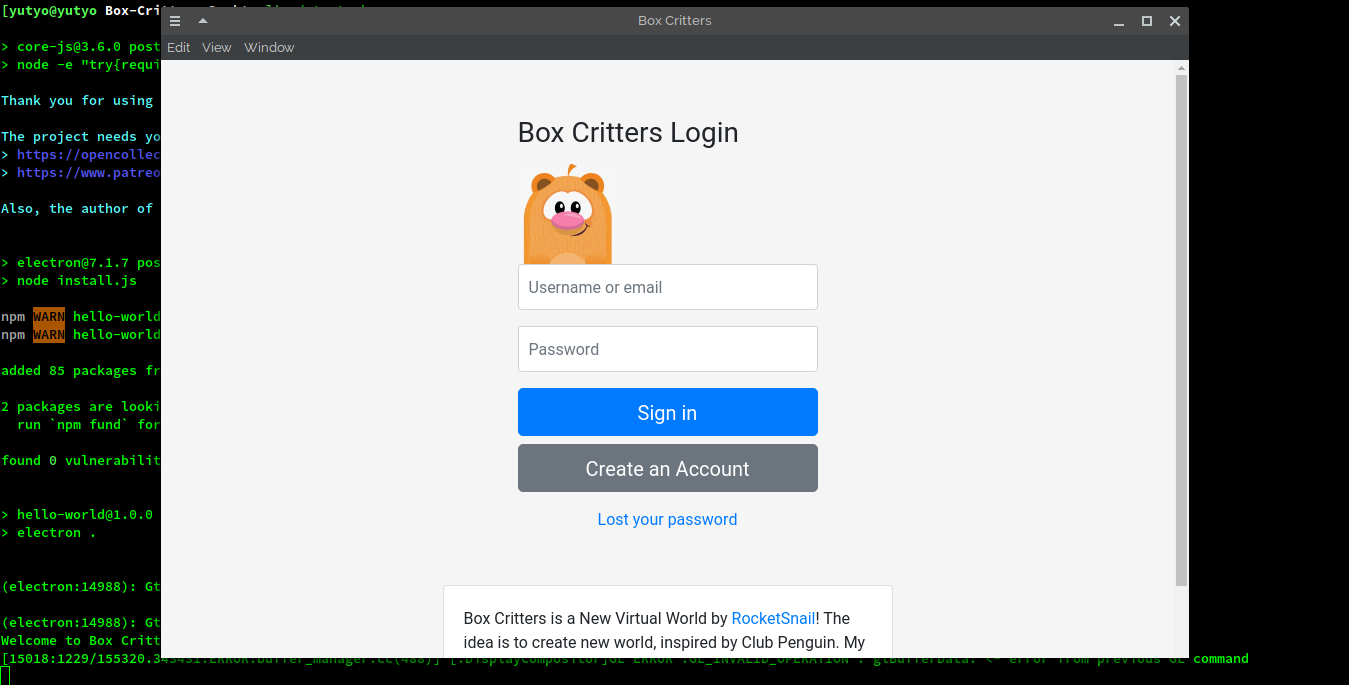 [yutyo@yutyo Box-Crit
Box Critters
Edit View Window
> core-js@3.6.0 post
> node -e "try{requi
Thank you for using
The project needs yo
> https://opencollec
> https://www.patreo
Also, the author of
> electron@7.1.7 pos
> node install.js
npm WARN hello-world
npm WARN hello-world
added 85 packages fr
2 packages are looki
run `npm fund` for
found 0 vulnerabilit
> hello-world@1.0.0
> electron .
(electron:14988): Gt
(electron:14988): Gt
Welcome to Box Critt
Box Critters Login
Username or email
Password
Sign in
Create an Account
Lost your password
Box Critters is a New Virtual World by RocketSnail! The
idea is to create new world, inspired by Club Penguin. My
[15018:1229/155320.343431:ERROR:buffer_manager.cc(488)] [.DisplayCompositor]GL ERROR :GL_INVALID_OPERATION : glBufferData: <- error from previous GL command